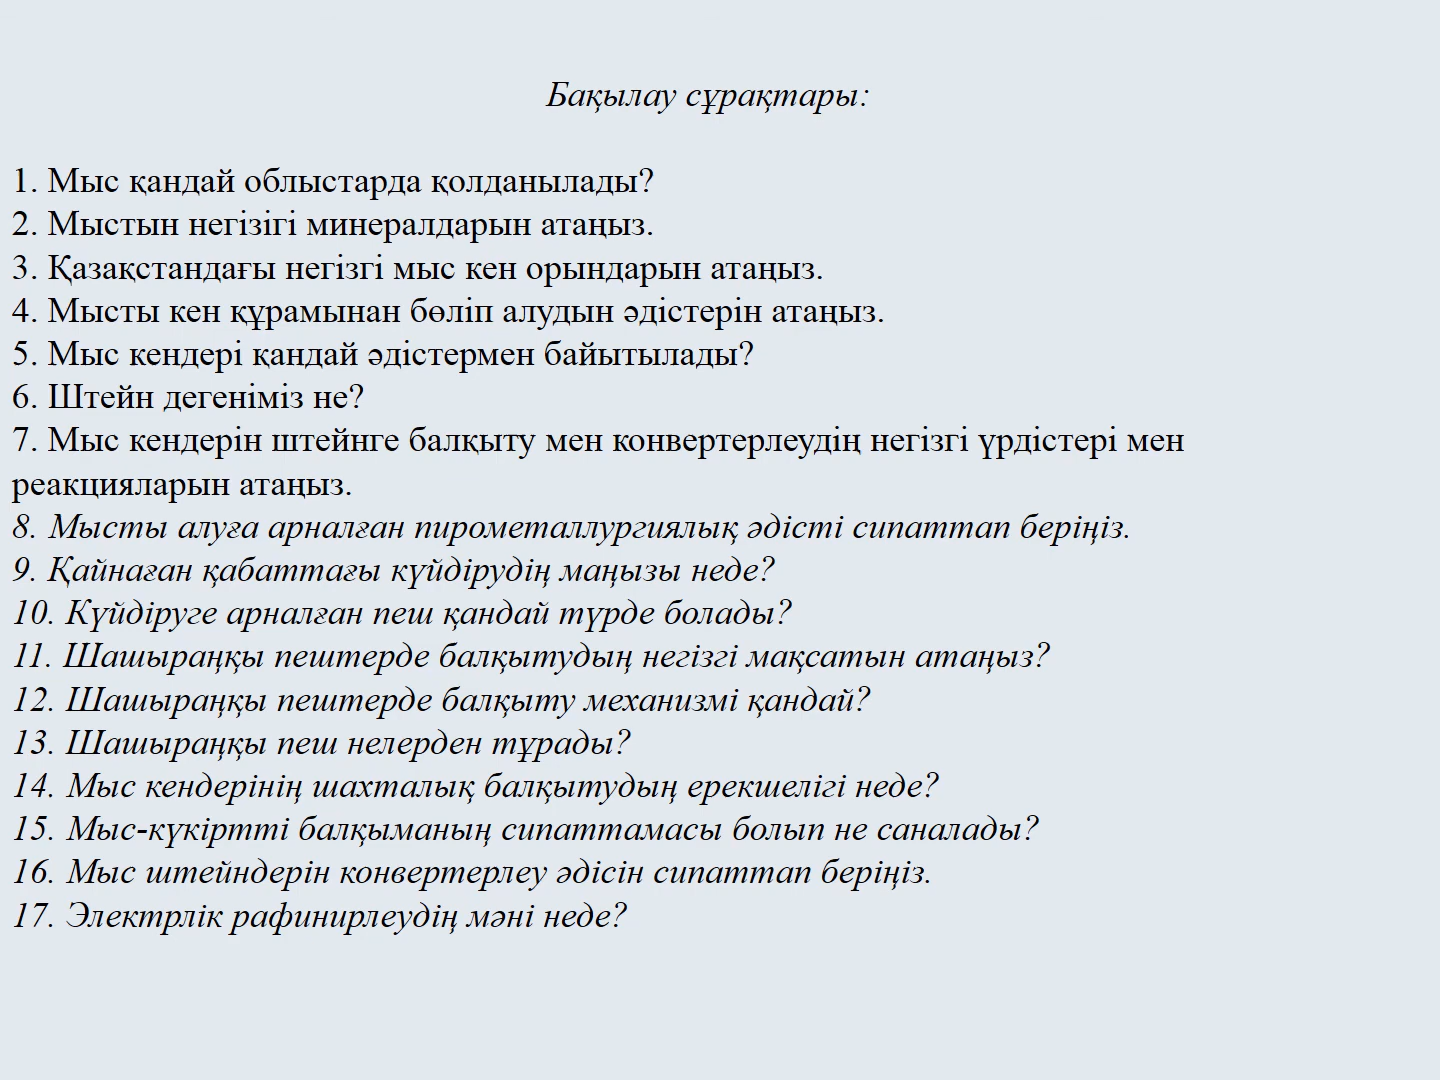 Бақылау сұрақтары:
1. Мыс қандай облыстарда қолданылады?
2. Мыстын негізігі минералдарын атаңыз.
3. Қазақстандағы негізгі мыс кен орындарын атаңыз.
4. Мысты кен құрамынан бөліп алудын әдістерін атаңыз.
5. Мыс кендері қандай әдістермен байытылады?
6. Штейн дегеніміз не?
7. Мыс кендерін штейнге балқыту мен конвертерлеудің негізгі үрдістері мен
реакцияларын атаңыз.
8. Мысты алуға арналған пирометаллургиялық әдісті сипаттап беріңіз.
9. Қайнаған қабаттағы күйдірудің маңызы неде?
10. Күйдіруге арналған пеш қандай түрде болады?
11. Шашыраңқы пештерде балқытудың негізгі мақсатын атаңыз?
12. Шашыраңқы пештерде балқыту механизмі қандай?
13. Шашыраңқы пеш нелерден тұрады?
14. Мыс кендерінің шахталық балқытудың ерекшелігі неде?
15. Мыс-күкіртті балқыманың сипаттамасы болып не саналады?
16. Мыс штейндерін конвертерлеу әдісін сипаттап беріңіз.
17. Электрлік рафинирлеудің мәні неде?